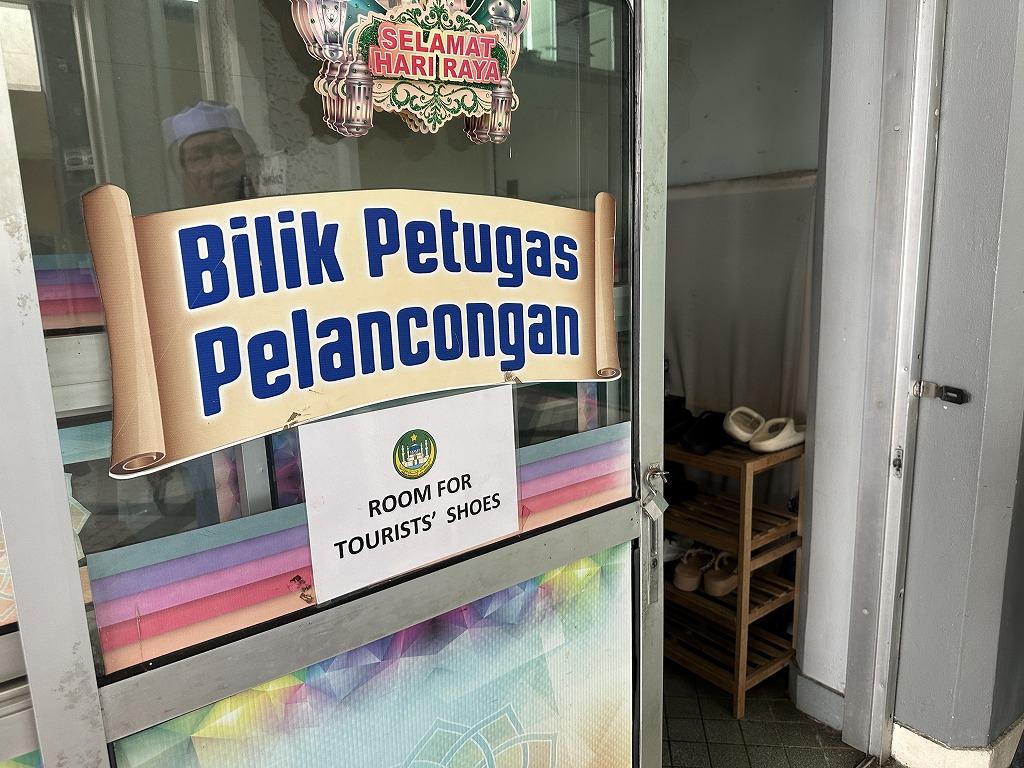 SELAMAT
HARI RAYA
Bilik Petugas
Pelancongan
ROOM FOR
TOURISTS’ SHOES